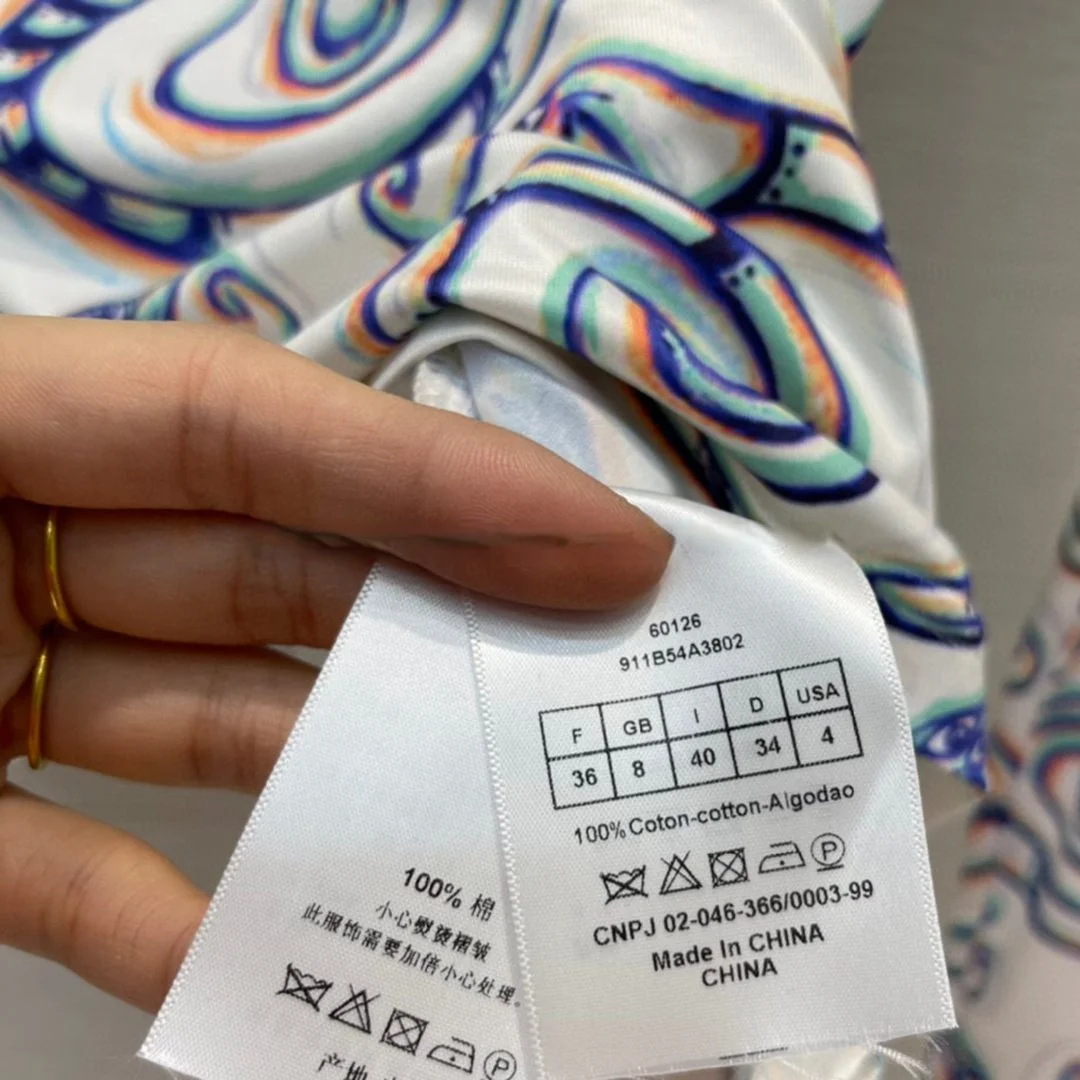 60126
911B54A3802
F GB I D USA
36 8 40 34 4
100% Coton-cotton-Algodao
P
CNPJ 02-046-366/0003-99
Made In CHINA
CHINA
100% 棉
小心熨烫褶皱
此服饰需要加倍小心处理。
P
产地